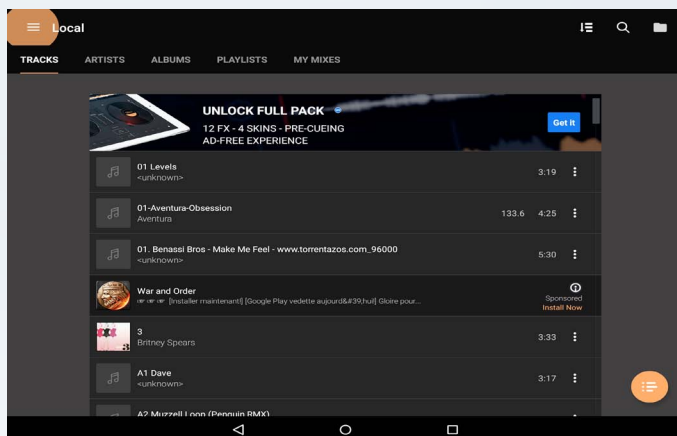 Local
TRACKS ARTISTS ALBUMS PLAYLISTS MY MIXES
UNLOCK FULL PACK
12 FX - 4 SKINS - PRE-CUEING
AD-FREE EXPERIENCE
Get it
01 Levels
<unknown>
3:19
01-Aventura-Obsession
Aventura
133.6 4:25
01. Benassi Bros - Make Me Feel - www.torrentazos.com_96000
<unknown>
5:30
War and Order
☞ ☞ ☞ [Installer maintenant!] [Google Play vedette aujourd&#39;hui] Gloire pour...
Sponsored
Install Now
3
Britney Spears
3:33
A1 Dave
<unknown>
3:17
A2 Muzzell Loop (Penguin RMX)